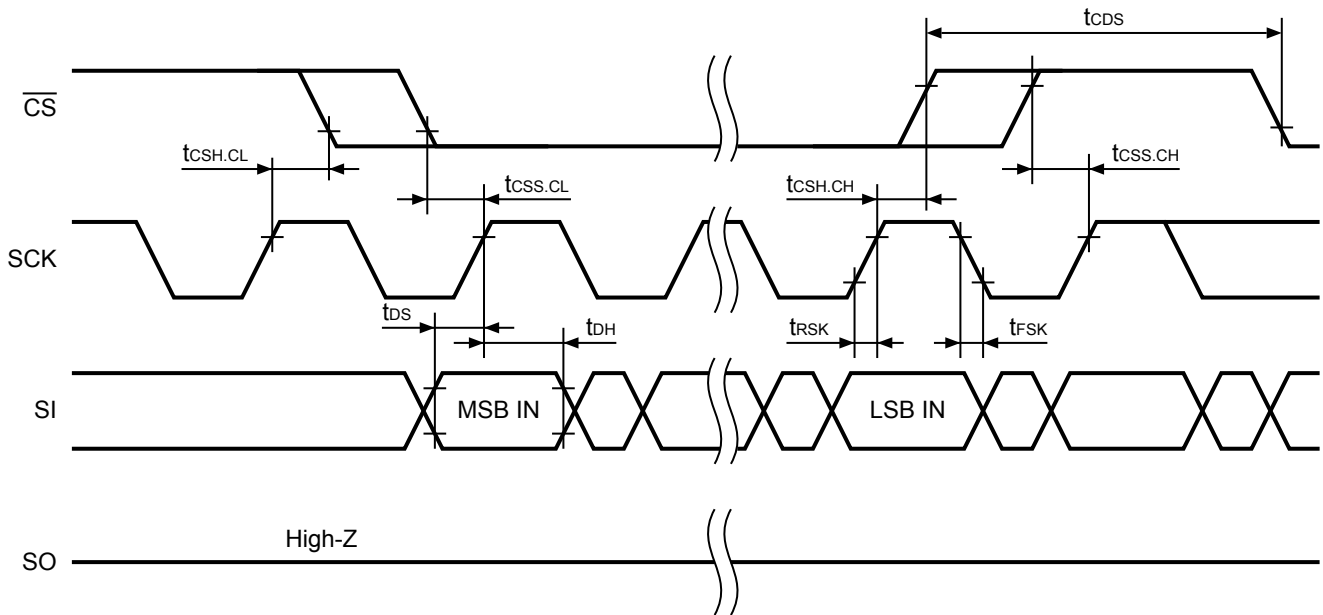 tCDS
CS
tCSH.CL
tCSS.CL
tCSH.CH
tCSS.CH
SCK
tDS
tDH
tRSK
tFSK
SI
MSB IN
LSB IN
High-Z
SO